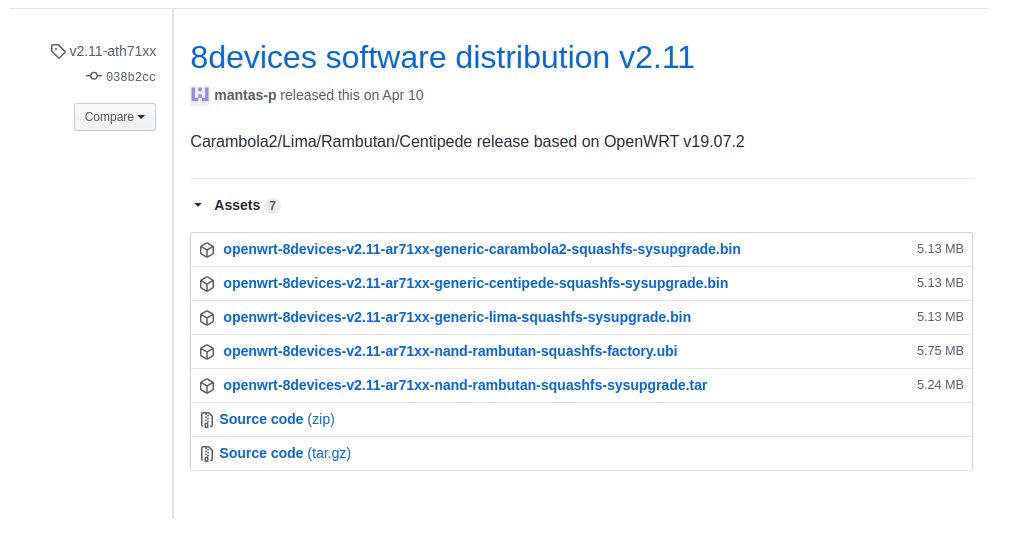 v2.11-ath71xx
038b2cc
Compare
8devices software distribution v2.11
mantas-p released this on Apr 10
Carambola2/Lima/Rambutan/Centipede release based on OpenWRT v19.07.2
Assets 7
openwrt-8devices-v2.11-ar71xx-generic-carambola2-squashfs-sysupgrade.bin 5.13 MB
openwrt-8devices-v2.11-ar71xx-generic-centipede-squashfs-sysupgrade.bin 5.13 MB
openwrt-8devices-v2.11-ar71xx-generic-lima-squashfs-sysupgrade.bin 5.13 MB
openwrt-8devices-v2.11-ar71xx-nand-rambutan-squashfs-factory.ubi 5.75 MB
openwrt-8devices-v2.11-ar71xx-nand-rambutan-squashfs-sysupgrade.tar 5.24 MB
Source code (zip)
Source code (tar.gz)